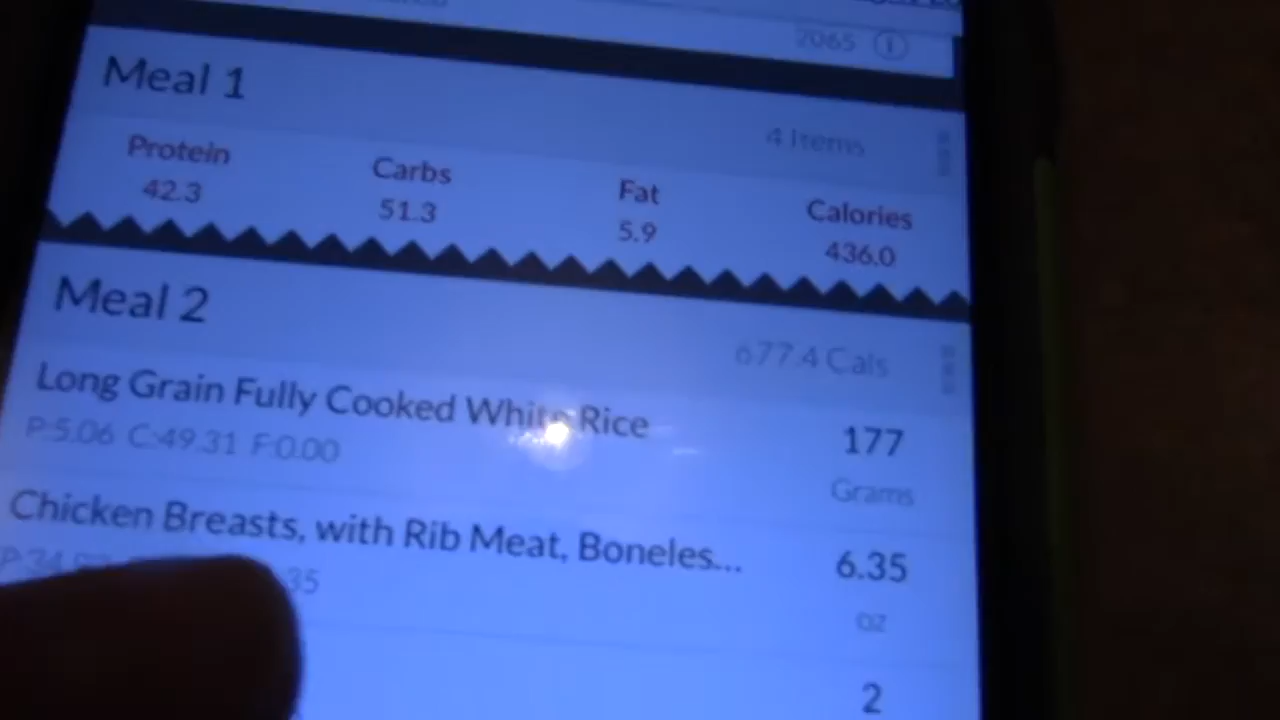 2065
Meal 1
4 Items
Protein Carbs Fat Calories
42.3 51.3 5.9 436.0
Meal 2
677.4 Cals
Long Grain Fully Cooked White Rice
177
P:5.06 C:49.31 F:0.00
Grams
Chicken Breasts, with Rib Meat, Boneles...
6.35
35
oz
2